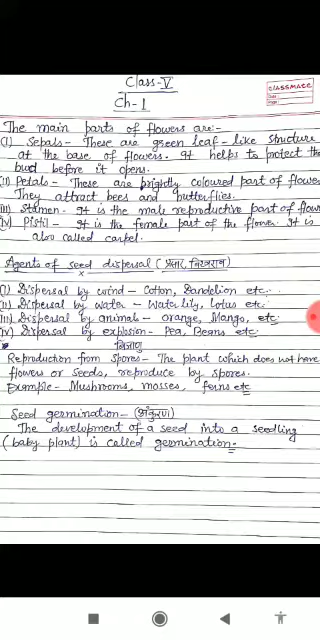 Class-V
classmate
Date
Page
Ch-1
The main parts of flowers are:-
(I) Sepals- These are green leaf-like structure
at the base of flowers. It helps to protect the
bud before it opens.
(II) Petals- These are brightly coloured part of flower
They attract bees and butterflies.
(III) Stamen- It is the male reproductive part of flow
(IV) Pistil- It is the female part of the flower. It is
also called carpel.
Agents of seed dispersal (प्रसार, बिखराव)
(I) Dispersal by wind- Cotton, Dandelion etc.
(II) Dispersal by water- Waterlily, Lotus etc.
(III) Dispersal by animals- Orange, Mango, etc.
(IV) Dispersal by explosion- Pea, Beans etc.
बिजाणु
Reproduction from Spores- The plant which does not have
flowers or seeds, reproduce by spores.
Example- Mushrooms, mosses, ferns etc
Seed germination- (अंकुरण)
The development of a seed into a seedling
(baby plant) is called germination=